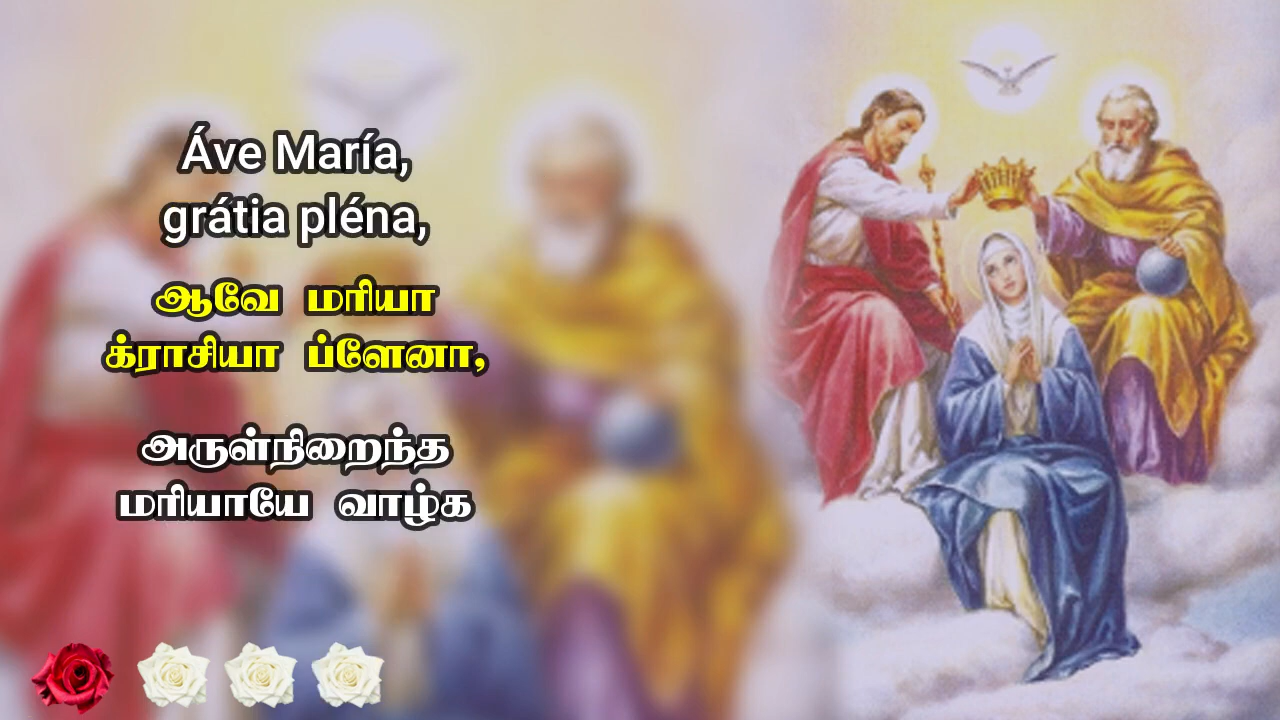 Áve María,
grátia pléna,
ஆவே மரியா
க்ராசியா ப்ளேனா,
அருள்நிறைந்த
மரியாயே வாழ்க